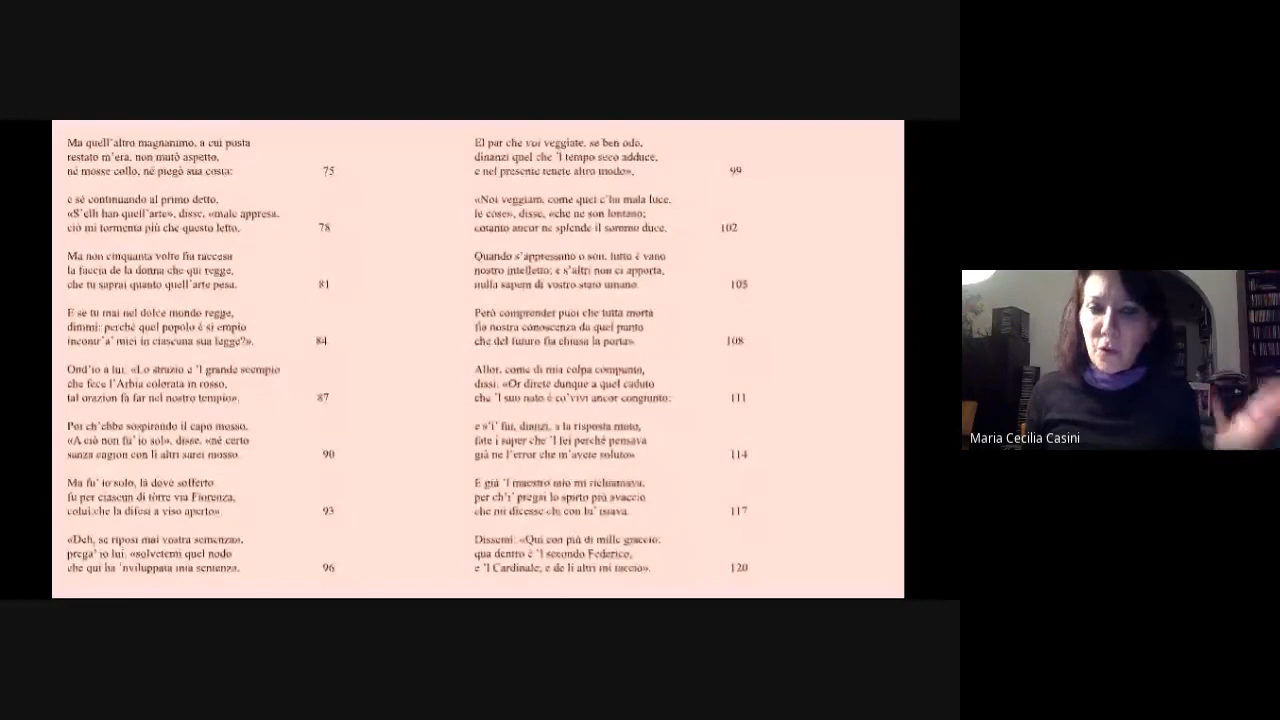 Ma quell'altro magnanimo, a cui posta
restato m'era, non mutò aspetto,
né mosse collo, né piegò sua costa:
75
e sé continuando al primo detto,
«S'elli han quell'arte», disse, «male appresa,
ciò mi tormenta più che questo letto.
78
Ma non cinquanta volte fia raccesa
la faccia de la donna che qui regge,
che tu saprai quanto quell'arte pesa.
81
E se tu mai nel dolce mondo regge,
dimmi: perché quel popolo è sì empio
incontr'a' miei in ciascuna sua legge?».
84
Ond'io a lui: «Lo strazio e 'l grande scempio
che fece l'Arbia colorata in rosso,
tal orazion fa far nel nostro tempio».
87
Poi ch'ebbe sospirando il capo mosso,
«A ciò non fu' io sol», disse, «né certo
sanza cagion con li altri sarei mosso.
90
Ma fu' io solo, là dove sofferto
fu per ciascun di tòrre via Fiorenza,
colui che la difesi a viso aperto».
93
«Deh, se riposi mai vostra semenza»,
prega' io lui, «solvetemi quel nodo
che qui ha 'nviluppata mia sentenza.
96
El par che voi veggiate, se ben odo,
dinanzi quel che 'l tempo seco adduce,
e nel presente tenete altro modo».
99
«Noi veggiam, come quei c'ha mala luce,
le cose», disse, «che ne son lontano;
cotanto ancor ne splende il sommo duce.
102
Quando s'appressano o son, tutto è vano
nostro intelletto; e s'altri non ci apporta,
nulla sapem di vostro stato umano.
105
Però comprender puoi che tutta morta
fia nostra conoscenza da quel punto
che del futuro fia chiusa la porta».
108
Allor, come di mia colpa compunto,
dissi: «Or direte dunque a quel caduto
che 'l suo nato è co' vivi ancor congiunto;
111
e s'i' fui, dianzi, a la risposta muto,
fate i saper che 'l fei perché pensava
già ne l'error che m'avete soluto».
114
E già 'l maestro mio mi richiamava;
per ch'i' pregai lo spirto più avaccio
che mi dicesse chi con lu' istava.
117
Dissemi: «Qui con più di mille giaccio:
qua dentro è 'l secondo Federico,
e 'l Cardinale; e de li altri mi taccio».
120
Maria Cecilia Casini